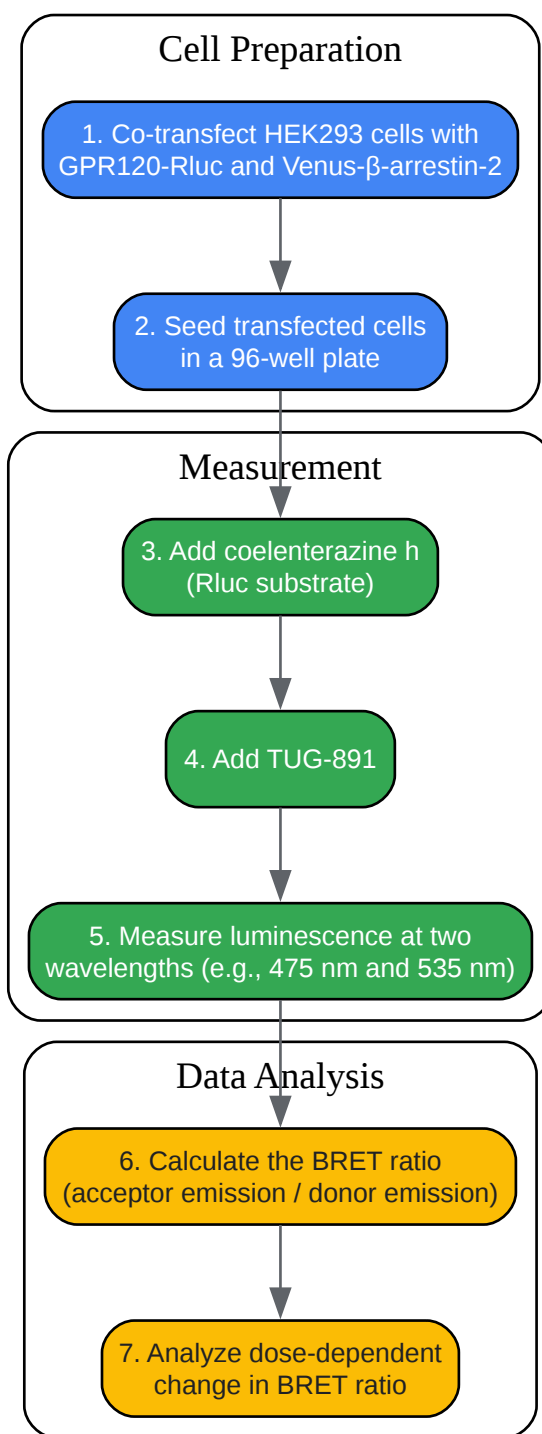 Cell Preparation
1. Co-transfect HEK293 cells with
GPR120-Rluc and Venus-β-arrestin-2
2. Seed transfected cells
in a 96-well plate
Measurement
3. Add coelenterazine h
(Rluc substrate)
4. Add TUG-891
5. Measure luminescence at two
wavelengths (e.g., 475 nm and 535 nm)
Data Analysis
6. Calculate the BRET ratio
(acceptor emission / donor emission)
7. Analyze dose-dependent
change in BRET ratio